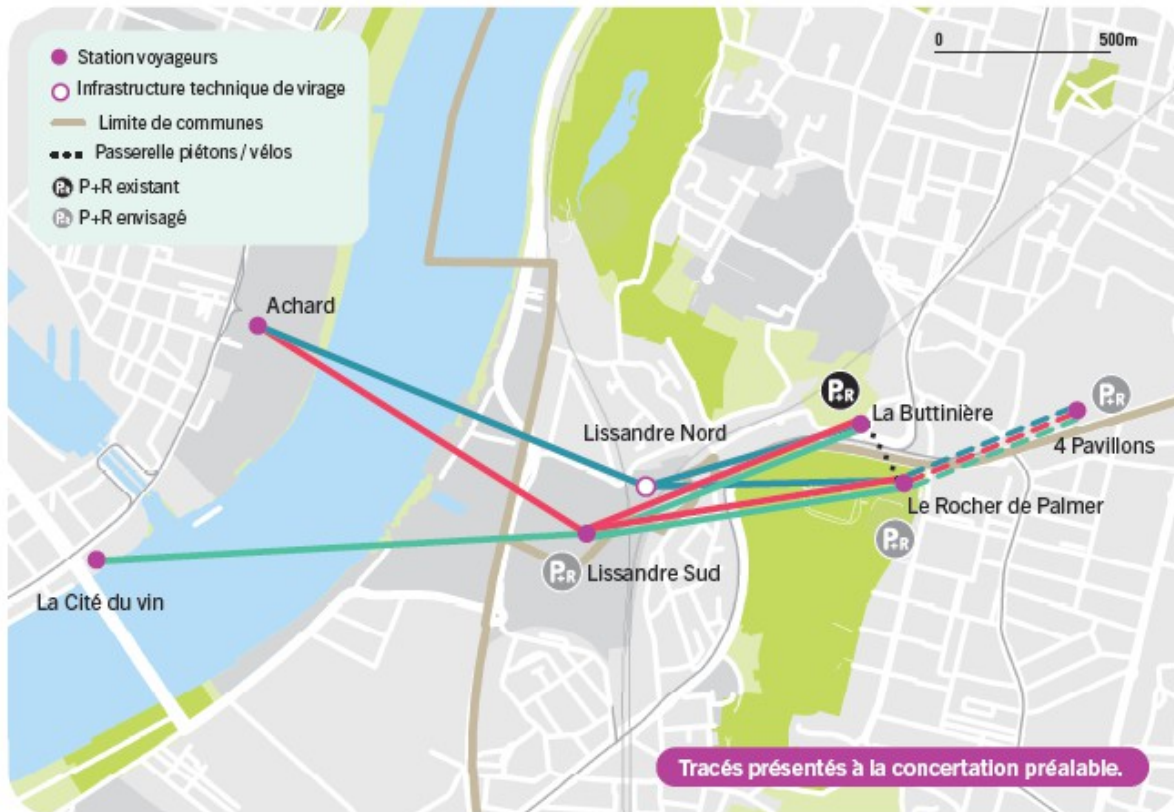 Station voyageurs
Infrastructure technique de virage
Limite de communes
Passerelle piétons / vélos
P+R P+R existant
P+R P+R envisagé
0 500m
Achard
P+R
P+R
La Buttinière
Lissandre Nord
4 Pavillons
Le Rocher de Palmer
P+R
P+R
Lissandre Sud
La Cité du vin
Tracés présentés à la concertation préalable.